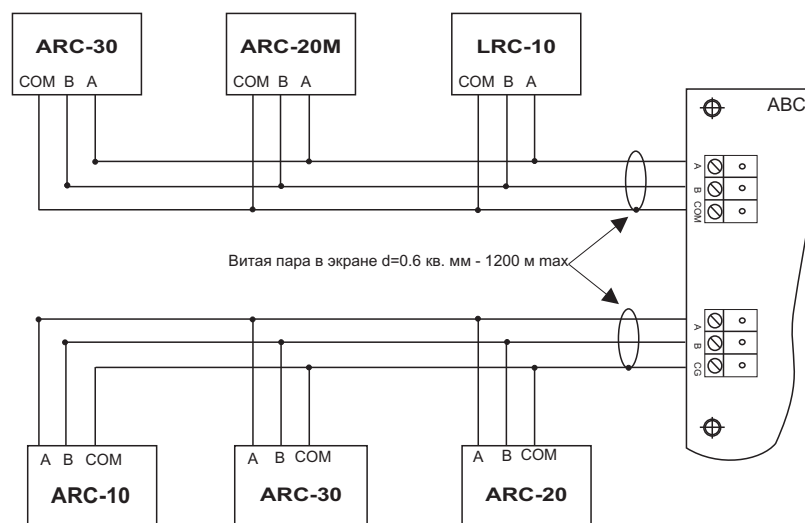 ARC-30
ARC-20M
LRC-10
COM B A
COM B A
COM B A
ABC
A
B
COM
Витая пара в экране d=0.6 кв. мм - 1200 м max
A
B
CG
A B COM
A B COM
A B COM
ARC-10
ARC-30
ARC-20